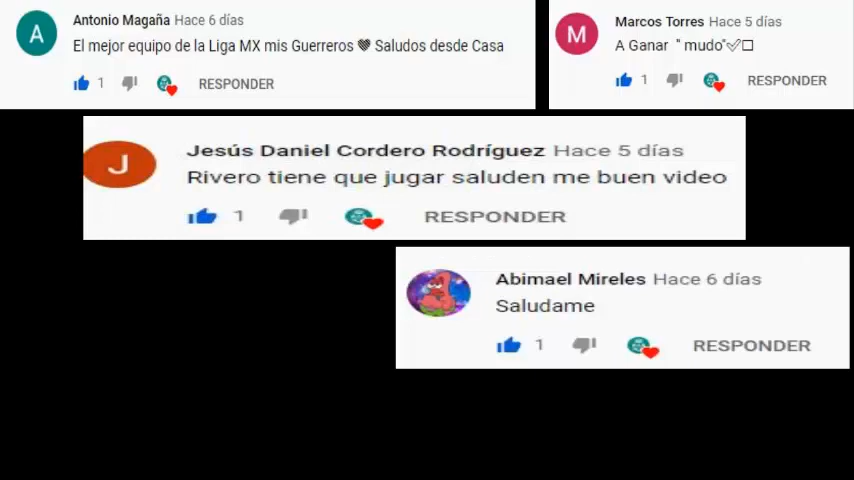 A
Antonio Magaña Hace 6 días
El mejor equipo de la Liga MX mis Guerreros 🖤 Saludos desde Casa
1 RESPONDER
M
Marcos Torres Hace 5 días
A Ganar " mudo"✅□
1 RESPONDER
J
Jesús Daniel Cordero Rodríguez Hace 5 días
Rivero tiene que jugar saluden me buen video
1 RESPONDER
Abimael Mireles Hace 6 días
Saludame
1 RESPONDER